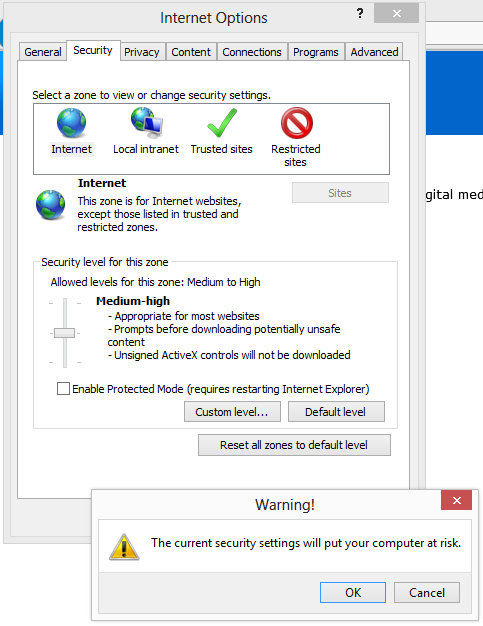 Internet Options
?
General Security Privacy Content Connections Programs Advanced
Select a zone to view or change security settings.
Internet
Local intranet
Trusted sites
Restricted
sites
Internet
This zone is for Internet websites,
except those listed in trusted and
restricted zones.
Sites
gital med
Security level for this zone
Allowed levels for this zone: Medium to High
Medium-high
- Appropriate for most websites
- Prompts before downloading potentially unsafe
content
- Unsigned ActiveX controls will not be downloaded
Enable Protected Mode (requires restarting Internet Explorer)
Custom level...
Default level
Reset all zones to default level
Warning!
The current security settings will put your computer at risk.
OK
Cancel